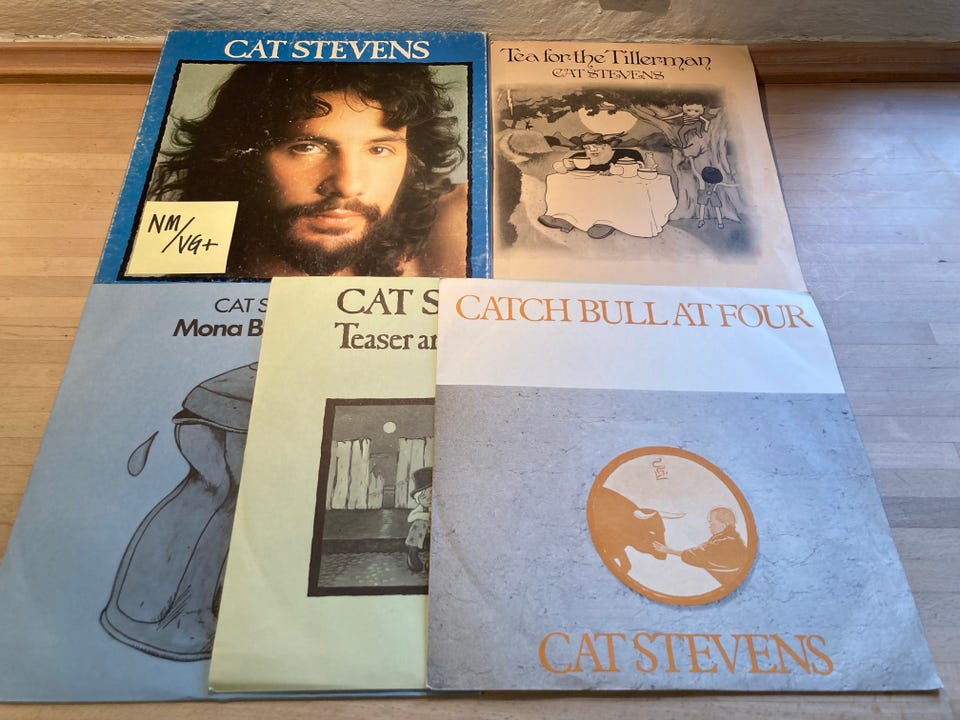 CAT STEVENS
NM/
VG+
Tea for the Tillerman
CAT STEVENS
CAT S
Mona B
CAT S
Teaser an
CATCH BULL AT FOUR
CAT STEVENS